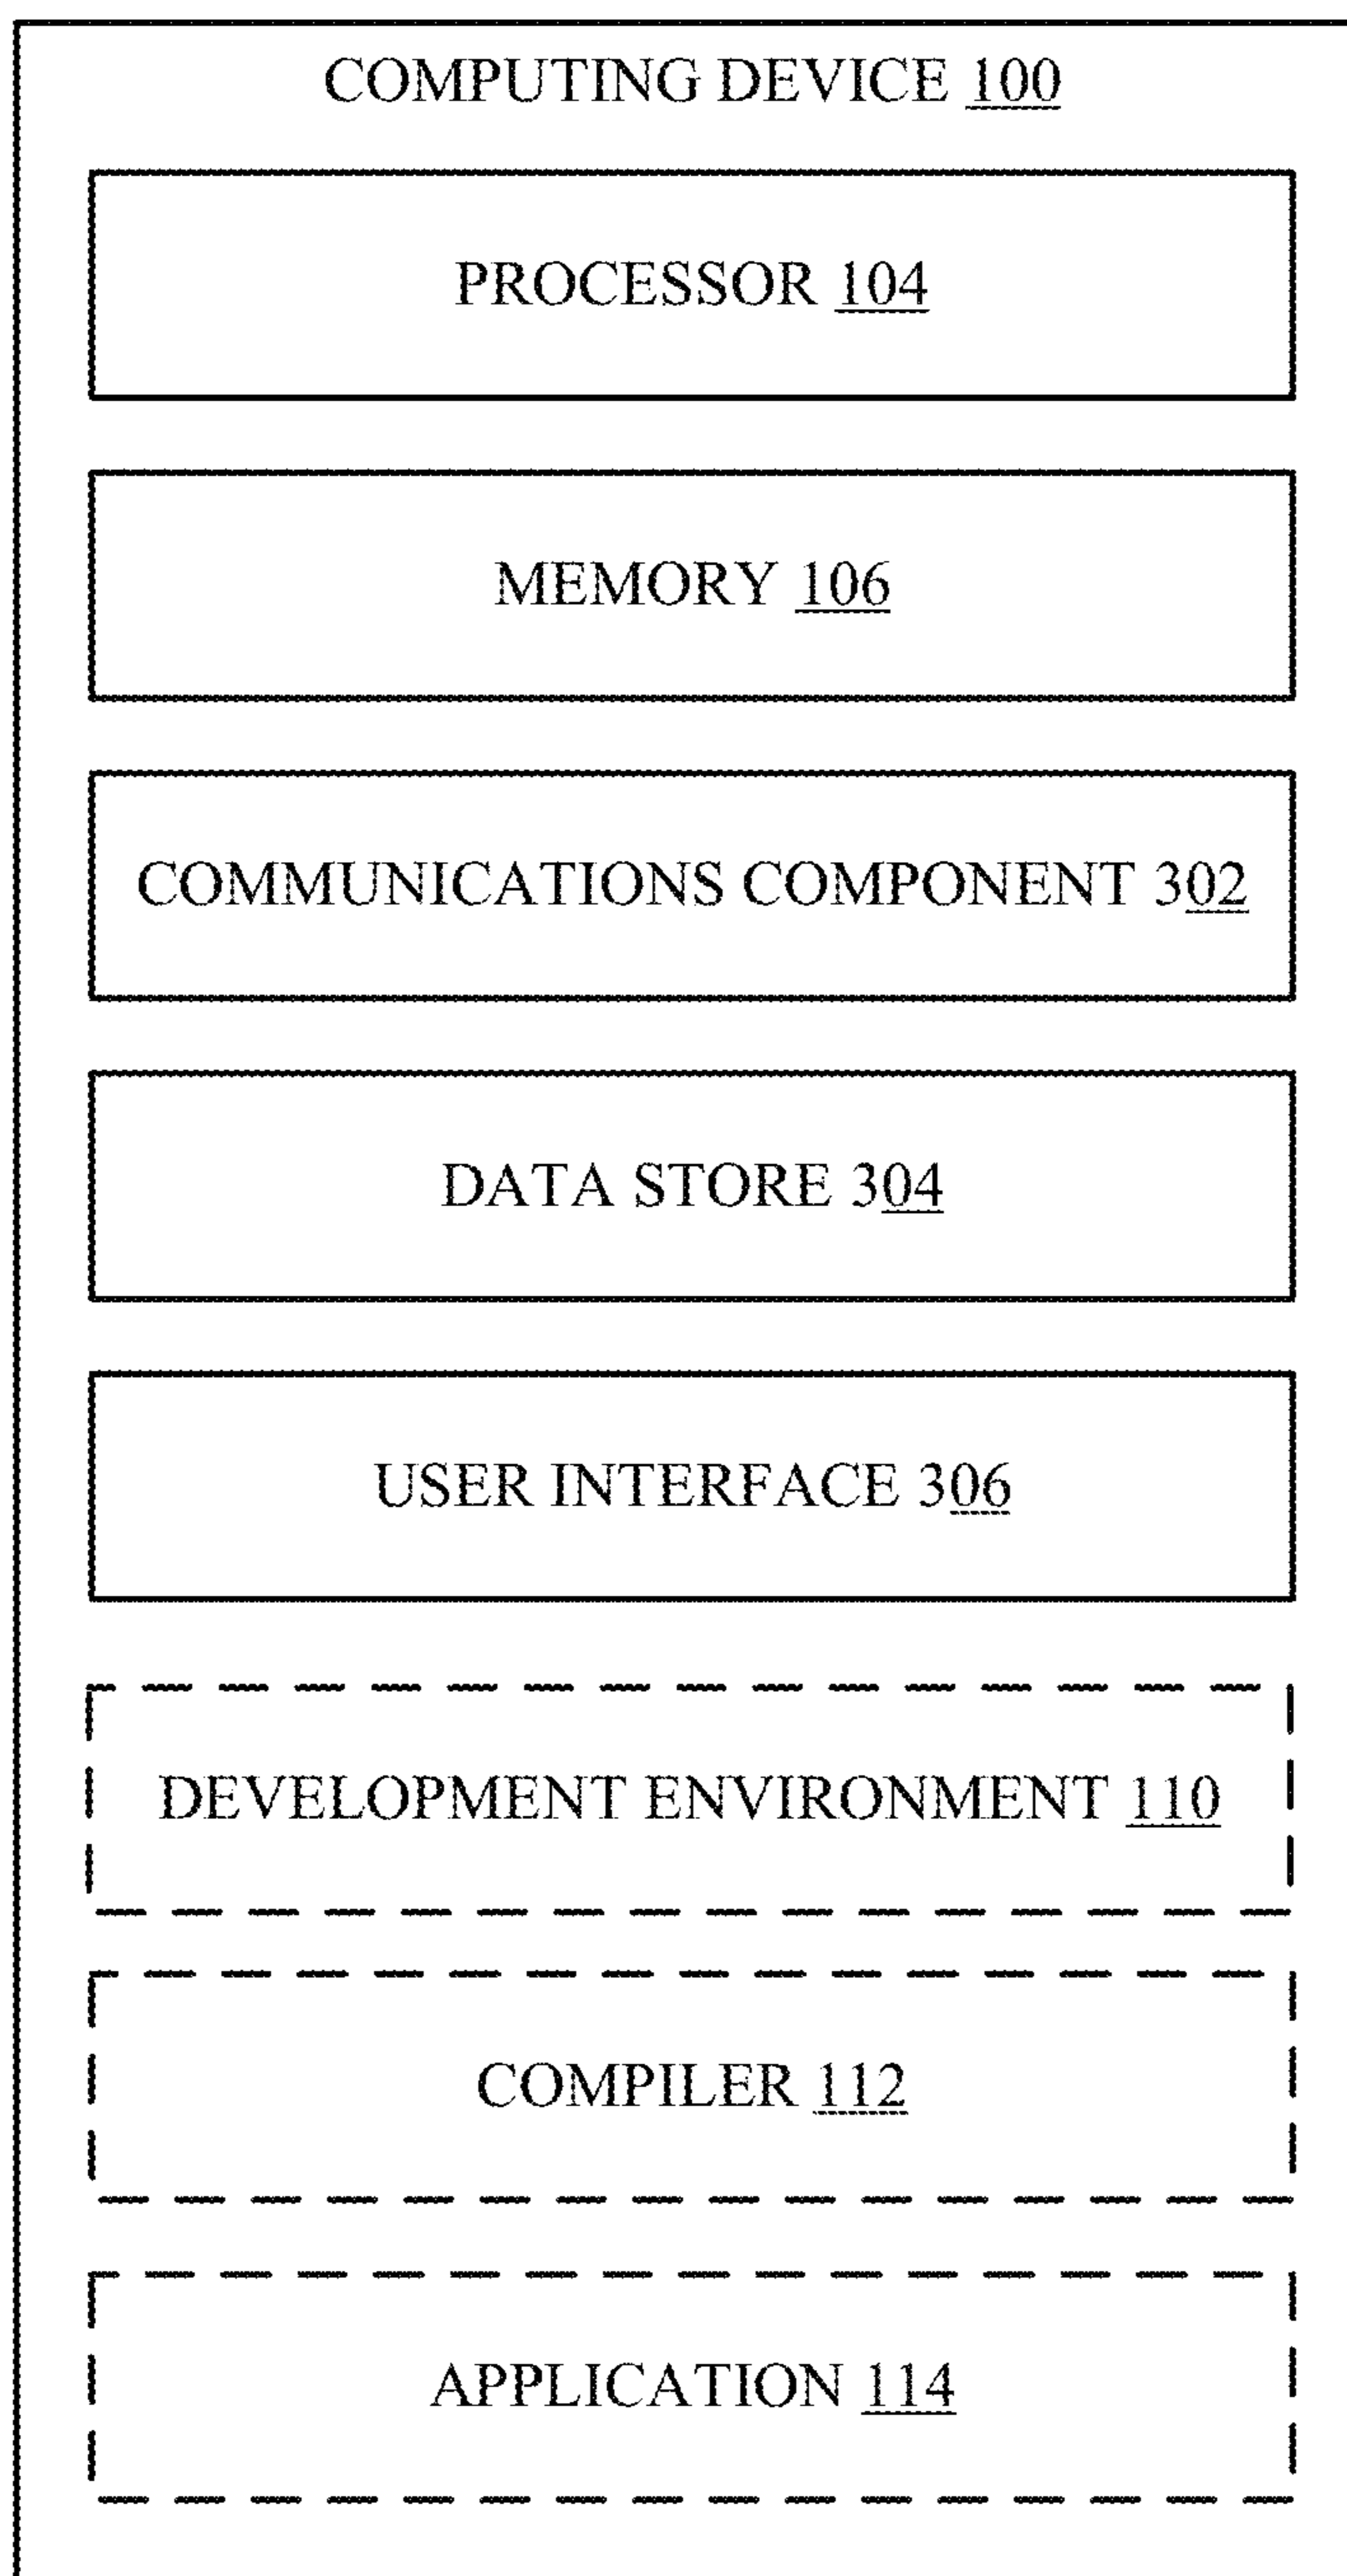 COMPUTING DEVICE 100
PROCESSOR 104
MEMORY 106
COMMUNICATIONS COMPONENT 302
DATA STORE 304
USER INTERFACE 306
DEVELOPMENT ENVIRONMENT 110
COMPILER 112
APPLICATION 114